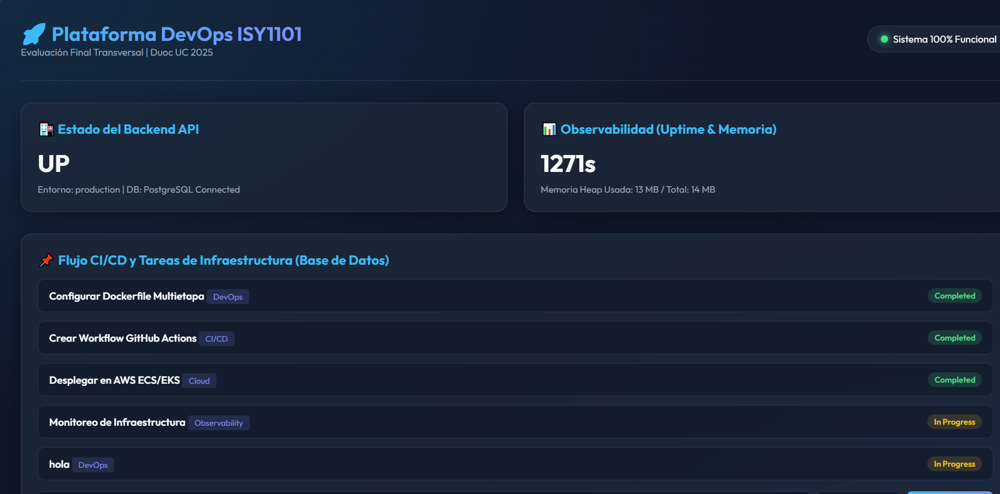 Plataforma DevOps ISY1101
Evaluación Final Transversal | Duoc UC 2025
Sistema 100% Funcional
Estado del Backend API
UP
Entorno: production | DB: PostgreSQL Connected
Observabilidad (Uptime & Memoria)
1271s
Memoria Heap Usada: 13 MB / Total: 14 MB
Flujo CI/CD y Tareas de Infraestructura (Base de Datos)
Configurar Dockerfile Multietapa DevOps Completed
Crear Workflow GitHub Actions CI/CD Completed
Desplegar en AWS ECS/EKS Cloud Completed
Monitoreo de Infraestructura Observability In Progress
hola DevOps In Progress